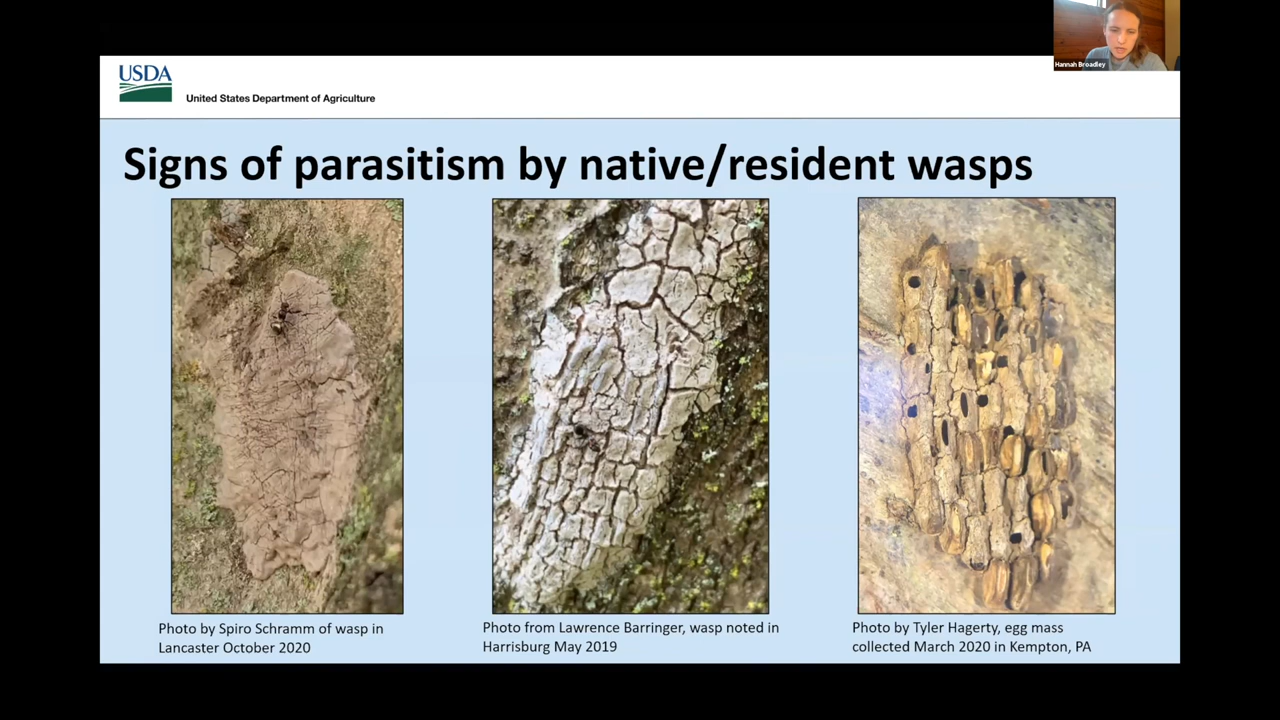 Hannah Broadley
USDA
United States Department of Agriculture
Signs of parasitism by native/resident wasps
Photo by Spiro Schramm of wasp in
Lancaster October 2020
Photo from Lawrence Barringer, wasp noted in
Harrisburg May 2019
Photo by Tyler Hagerty, egg mass
collected March 2020 in Kempton, PA